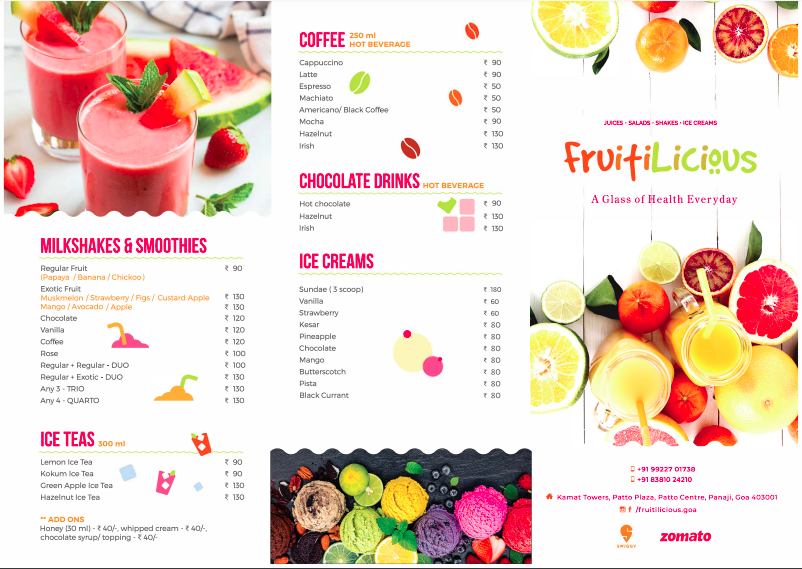 MILKSHAKES & SMOOTHIES
Regular Fruit ₹ 90
(Papaya / Banana / Chickoo)
Exotic Fruit
Muskmelon / Strawberry / Figs / Custard Apple ₹ 130
Mango / Avocado / Apple ₹ 130
Chocolate ₹ 120
Vanilla ₹ 120
Coffee ₹ 120
Rose ₹ 100
Regular + Regular - DUO ₹ 100
Regular + Exotic - DUO ₹ 130
Any 3 - TRIO ₹ 130
Any 4 - QUARTO ₹ 130
ICE TEAS 300 ml
Lemon Ice Tea ₹ 90
Kokum Ice Tea ₹ 90
Green Apple Ice Tea ₹ 130
Hazelnut Ice Tea ₹ 130
** ADD ONS
Honey (30 ml) - ₹ 40/-, whipped cream - ₹ 40/-,
chocolate syrup/ topping - ₹ 40/-
COFFEE 250 ml
HOT BEVERAGE
Cappuccino ₹ 90
Latte ₹ 90
Espresso ₹ 50
Machiato ₹ 50
Americano/ Black Coffee ₹ 50
Mocha ₹ 90
Hazelnut ₹ 130
Irish ₹ 130
CHOCOLATE DRINKS HOT BEVERAGE
Hot chocolate ₹ 90
Hazelnut ₹ 130
Irish ₹ 130
ICE CREAMS
Sundae ( 3 scoop) ₹ 180
Vanilla ₹ 60
Strawberry ₹ 60
Kesar ₹ 80
Pineapple ₹ 80
Chocolate ₹ 80
Mango ₹ 80
Butterscotch ₹ 80
Pista ₹ 80
Black Currant ₹ 80
JUICES • SALADS • SHAKES • ICE CREAMS
FruitiLicious
A Glass of Health Everyday
+91 99227 01738
+91 83810 24210
Kamat Towers, Patto Plaza, Patto Centre, Panaji, Goa 403001
/fruitilicious.goa
SWIGGY
zomato